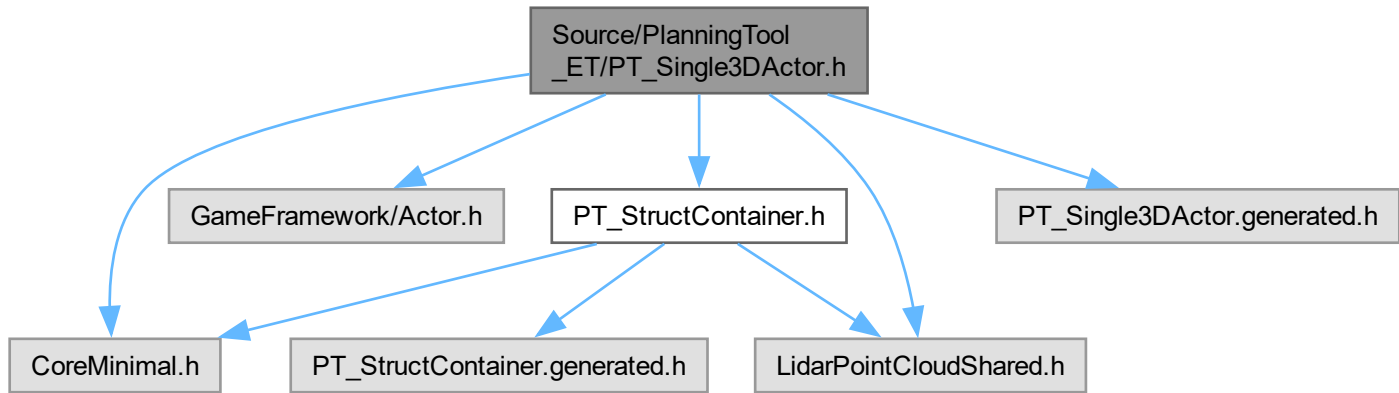 Source/PlanningTool
_ET/PT_Single3DActor.h
GameFramework/Actor.h
PT_StructContainer.h
PT_Single3DActor.generated.h
CoreMinimal.h
PT_StructContainer.generated.h
LidarPointCloudShared.h